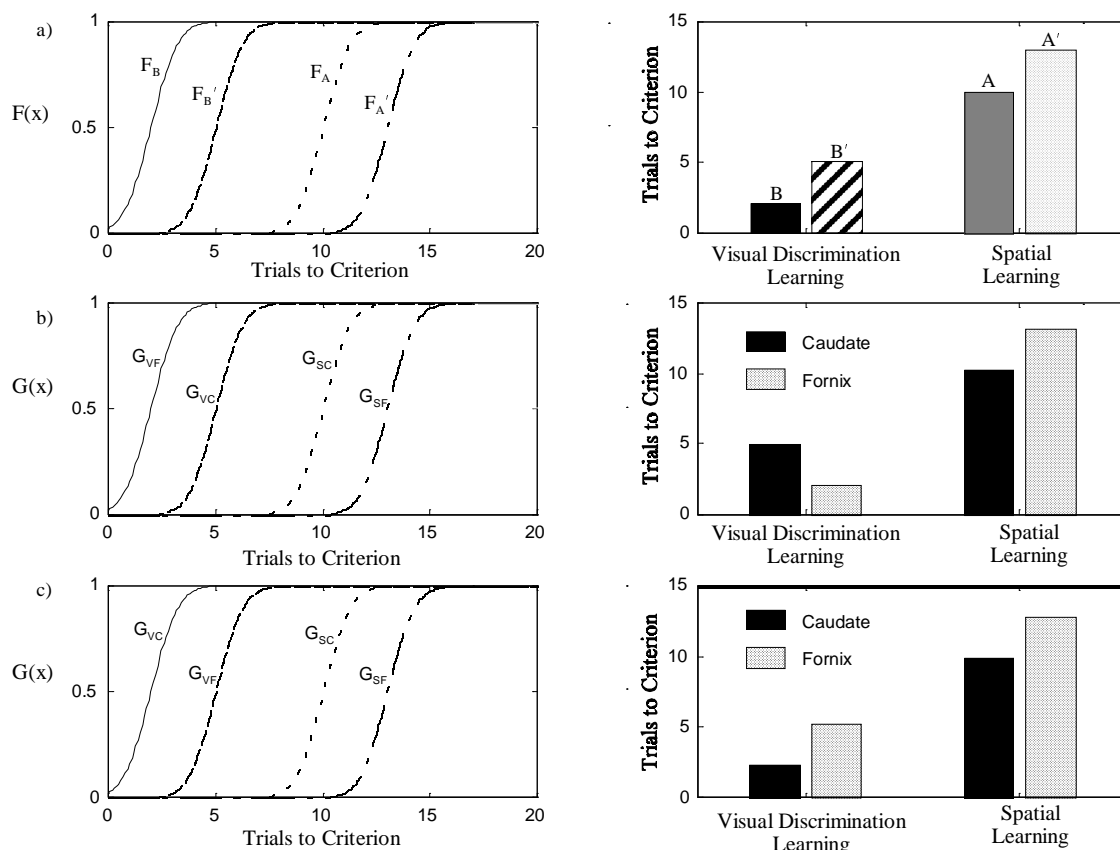 a)
F(x)
1
0.5
0
F_B
F_B′
F_A
F_A′
0 5 10 15 20
Trials to Criterion
Trials to Criterion
15
10
5
0
B
B′
A
A′
Visual Discrimination
Learning
Spatial
Learning
b)
G(x)
1
0.5
0
G_VF
G_VC
G_SC
G_SF
0 5 10 15 20
Trials to Criterion
Trials to Criterion
15
10
5
0
Caudate
Fornix
Visual Discrimination
Learning
Spatial
Learning
c)
G(x)
1
0.5
0
G_VC
G_VF
G_SC
G_SF
0 5 10 15 20
Trials to Criterion
Trials to Criterion
15
10
5
0
Caudate
Fornix
Visual Discrimination
Learning
Spatial
Learning